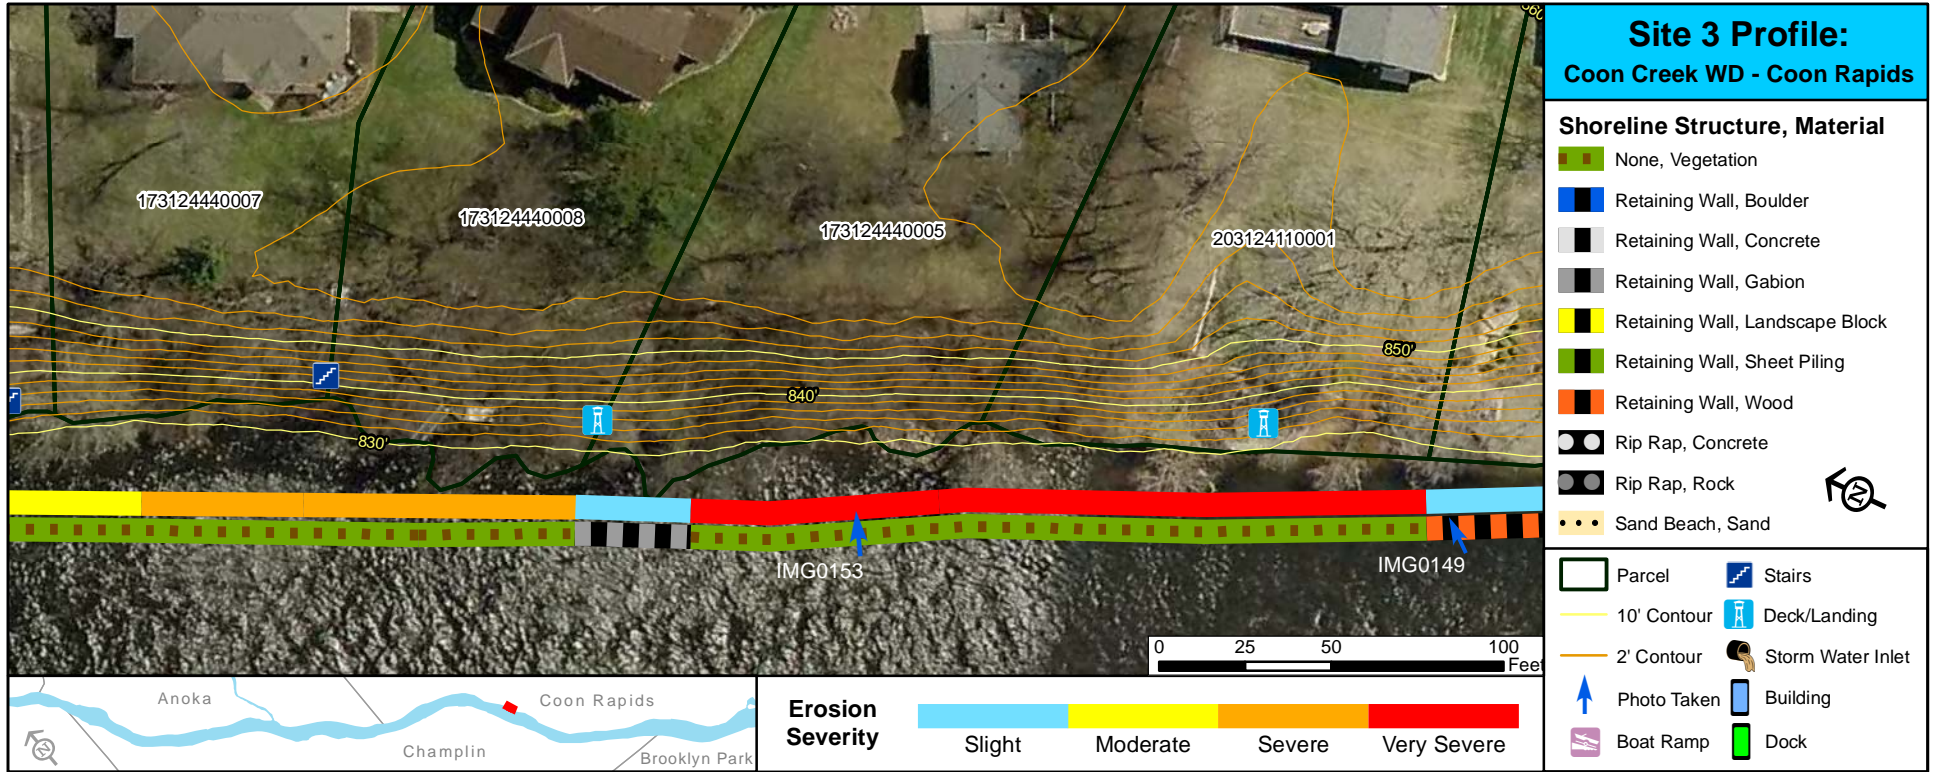 Site 3 Profile:
Coon Creek WD - Coon Rapids
Shoreline Structure, Material
None, Vegetation
Retaining Wall, Boulder
Retaining Wall, Concrete
Retaining Wall, Gabion
Retaining Wall, Landscape Block
Retaining Wall, Sheet Piling
Retaining Wall, Wood
Rip Rap, Concrete
Rip Rap, Rock
Sand Beach, Sand
N
Parcel
Stairs
10' Contour
Deck/Landing
2' Contour
Storm Water Inlet
Photo Taken
Building
Boat Ramp
Dock
860
173124440007
173124440008
173124440005
203124110001
850'
840'
830'
IMG0153
IMG0149
0 25 50 100
Feet
Anoka
Coon Rapids
Champlin
Brooklyn Park
N
Erosion
Severity
Slight
Moderate
Severe
Very Severe